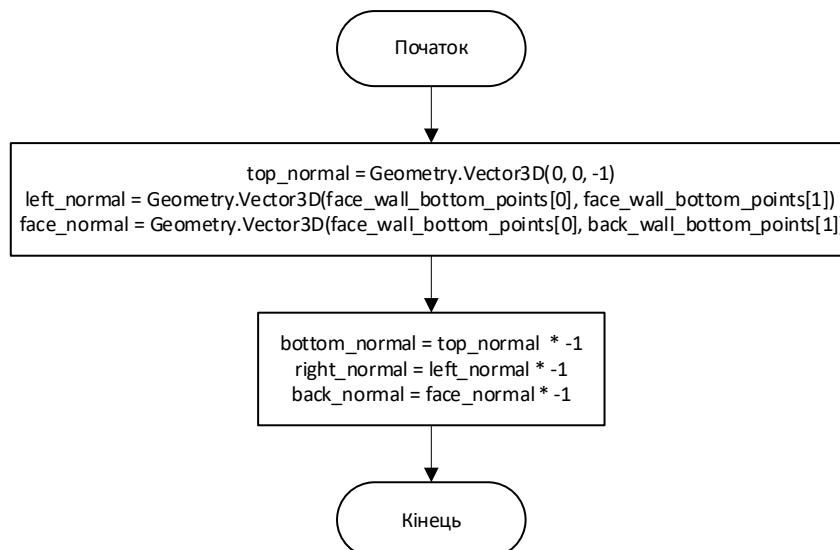 Початок
top_normal = Geometry.Vector3D(0, 0, -1)
left_normal = Geometry.Vector3D(face_wall_bottom_points[0], face_wall_bottom_points[1])
face_normal = Geometry.Vector3D(face_wall_bottom_points[0], back_wall_bottom_points[1]
bottom_normal = top_normal * -1
right_normal = left_normal * -1
back_normal = face_normal * -1
Кінець